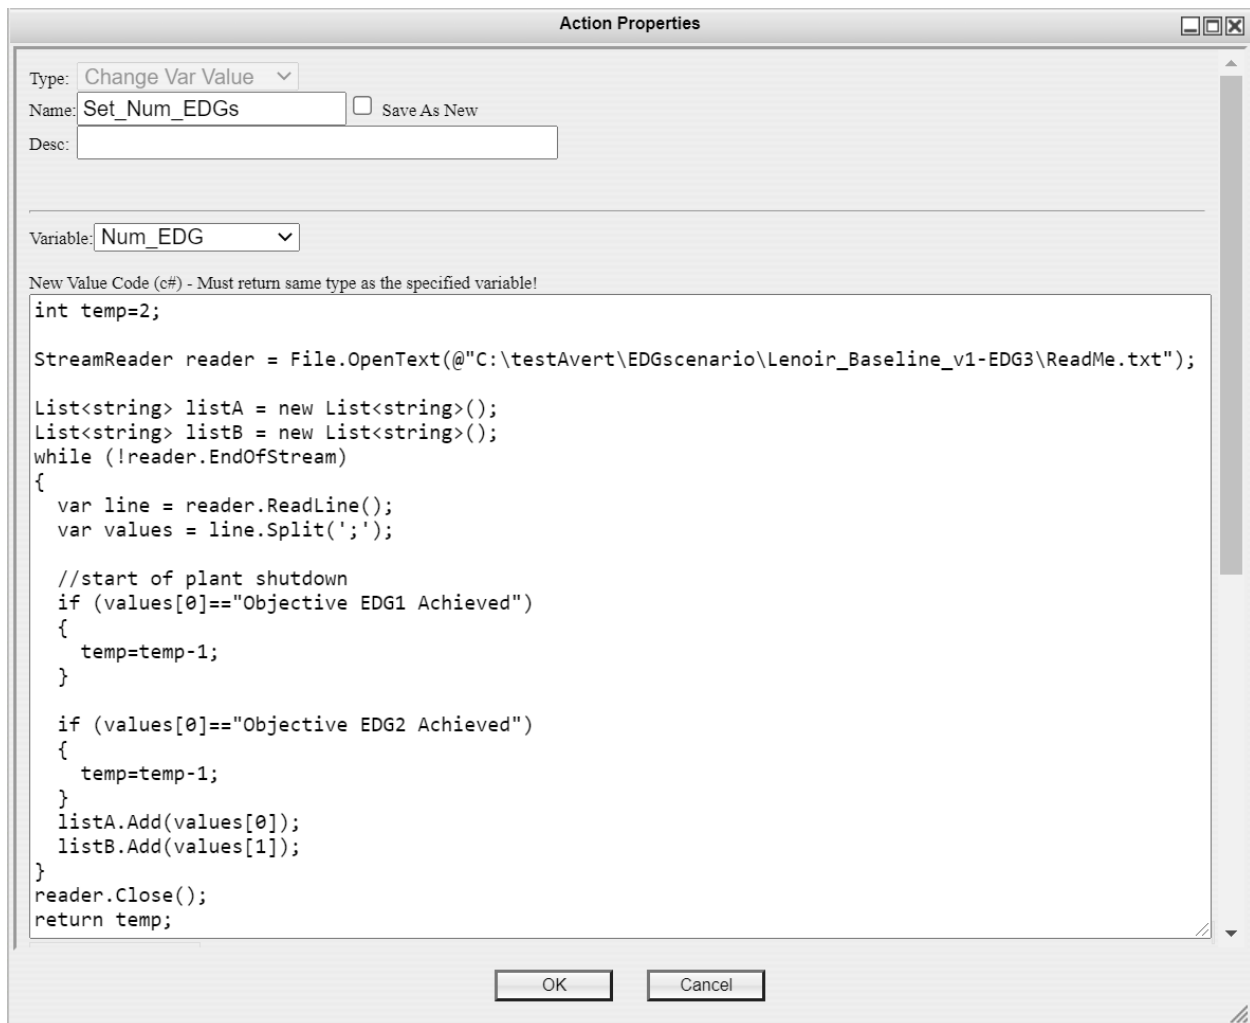 Action Properties
Type: Change Var Value
Name: Set_Num_EDGs Save As New
Desc:
Variable: Num_EDG
New Value Code (c#) - Must return same type as the specified variable!
int temp=2;
StreamReader reader = File.OpenText(@"C:\testAvert\EDGscenario\Lenoir_Baseline_v1-EDG3\ReadMe.txt");
List<string> listA = new List<string>();
List<string> listB = new List<string>();
while (!reader.EndOfStream)
{
  var line = reader.ReadLine();
  var values = line.Split(';');
  //start of plant shutdown
  if (values[0]=="Objective EDG1 Achieved")
  {
    temp=temp-1;
  }
  if (values[0]=="Objective EDG2 Achieved")
  {
    temp=temp-1;
  }
  listA.Add(values[0]);
  listB.Add(values[1]);
}
reader.Close();
return temp;
OK Cancel